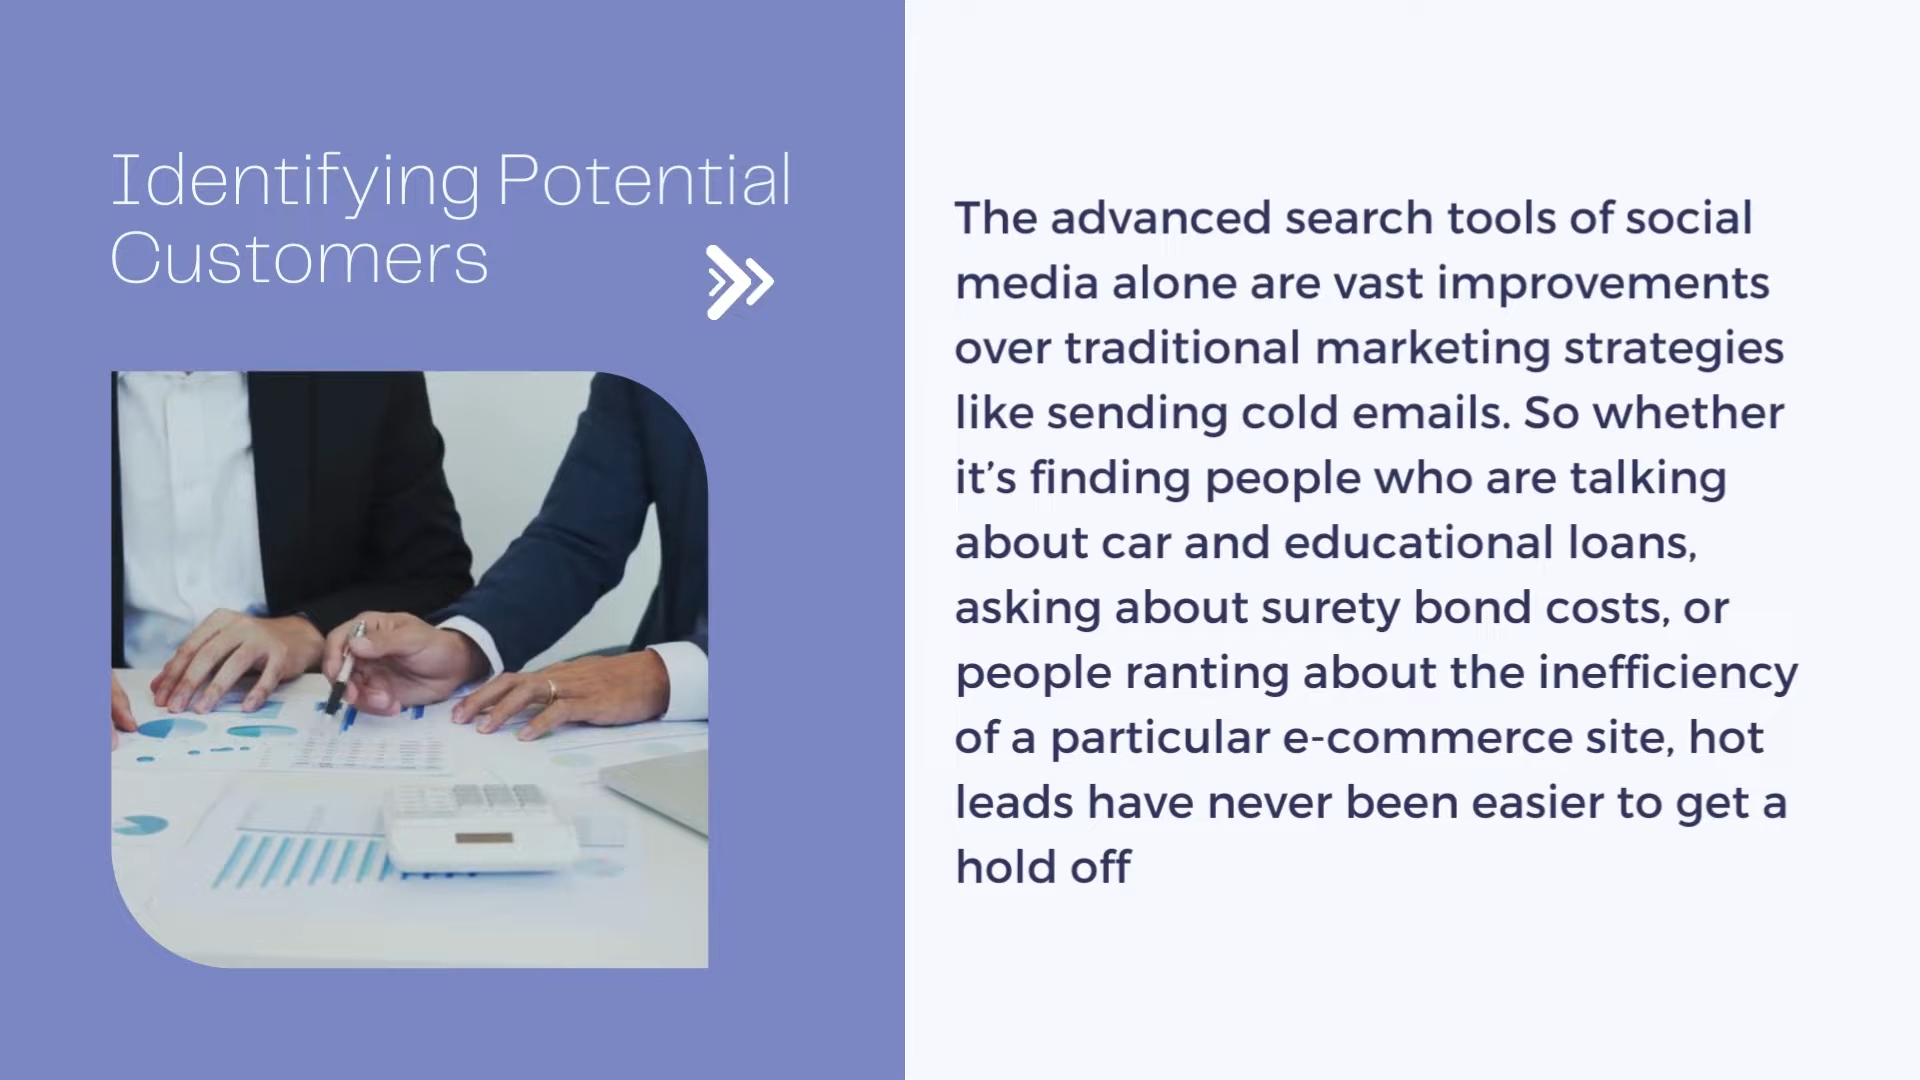 Identifying Potential
Customers
The advanced search tools of social
media alone are vast improvements
over traditional marketing strategies
like sending cold emails. So whether
it’s finding people who are talking
about car and educational loans,
asking about surety bond costs, or
people ranting about the inefficiency
of a particular e-commerce site, hot
leads have never been easier to get a
hold off